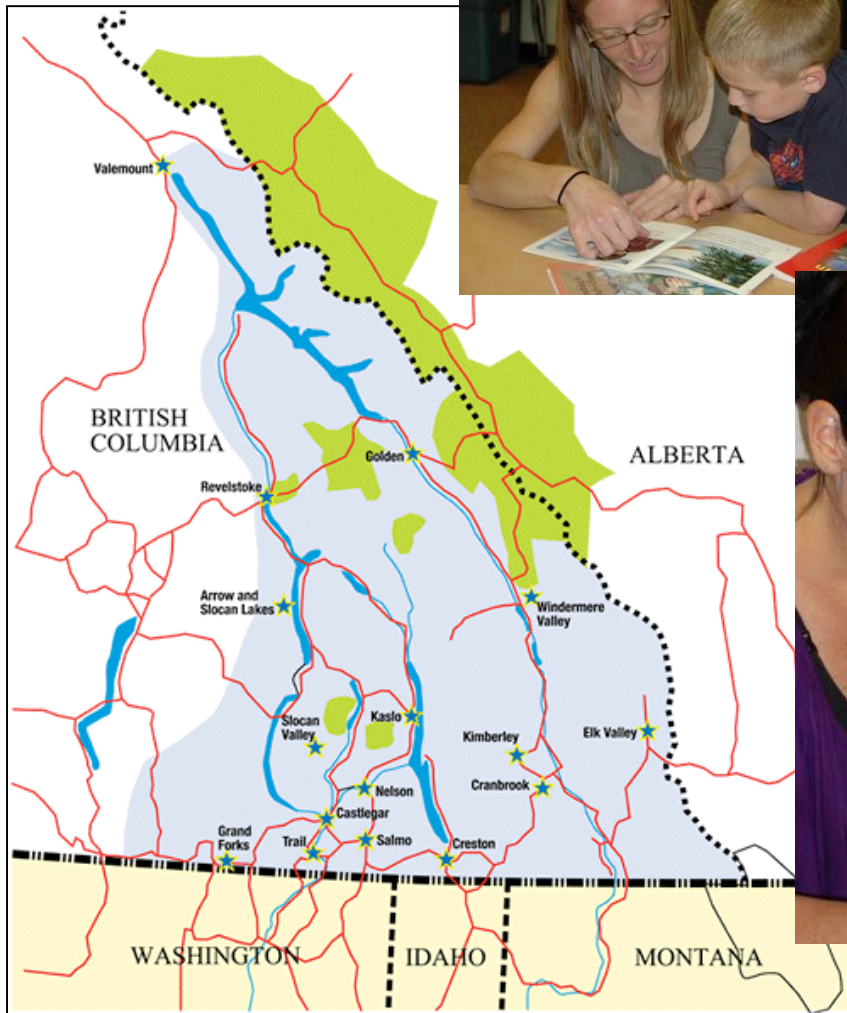 Valemount
BRITISH
COLUMBIA
Golden
ALBERTA
Revelstoke
Arrow and
Slocan Lakes
Windermere
Valley
Slocan
Valley
Kaslo
Kimberley
Elk Valley
Nelson
Cranbrook
Castlegar
Grand
Forks
Trail
Salmo
Creston
WASHINGTON
IDAHO
MONTANA